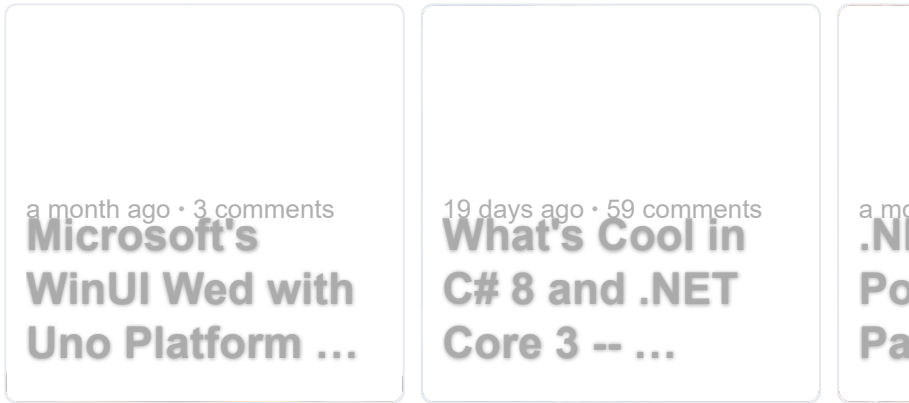 a month ago · 3 comments
Microsoft's
WinUI Wed with
Uno Platform …
19 days ago · 59 comments
What's Cool in
C# 8 and .NET
Core 3 -- …